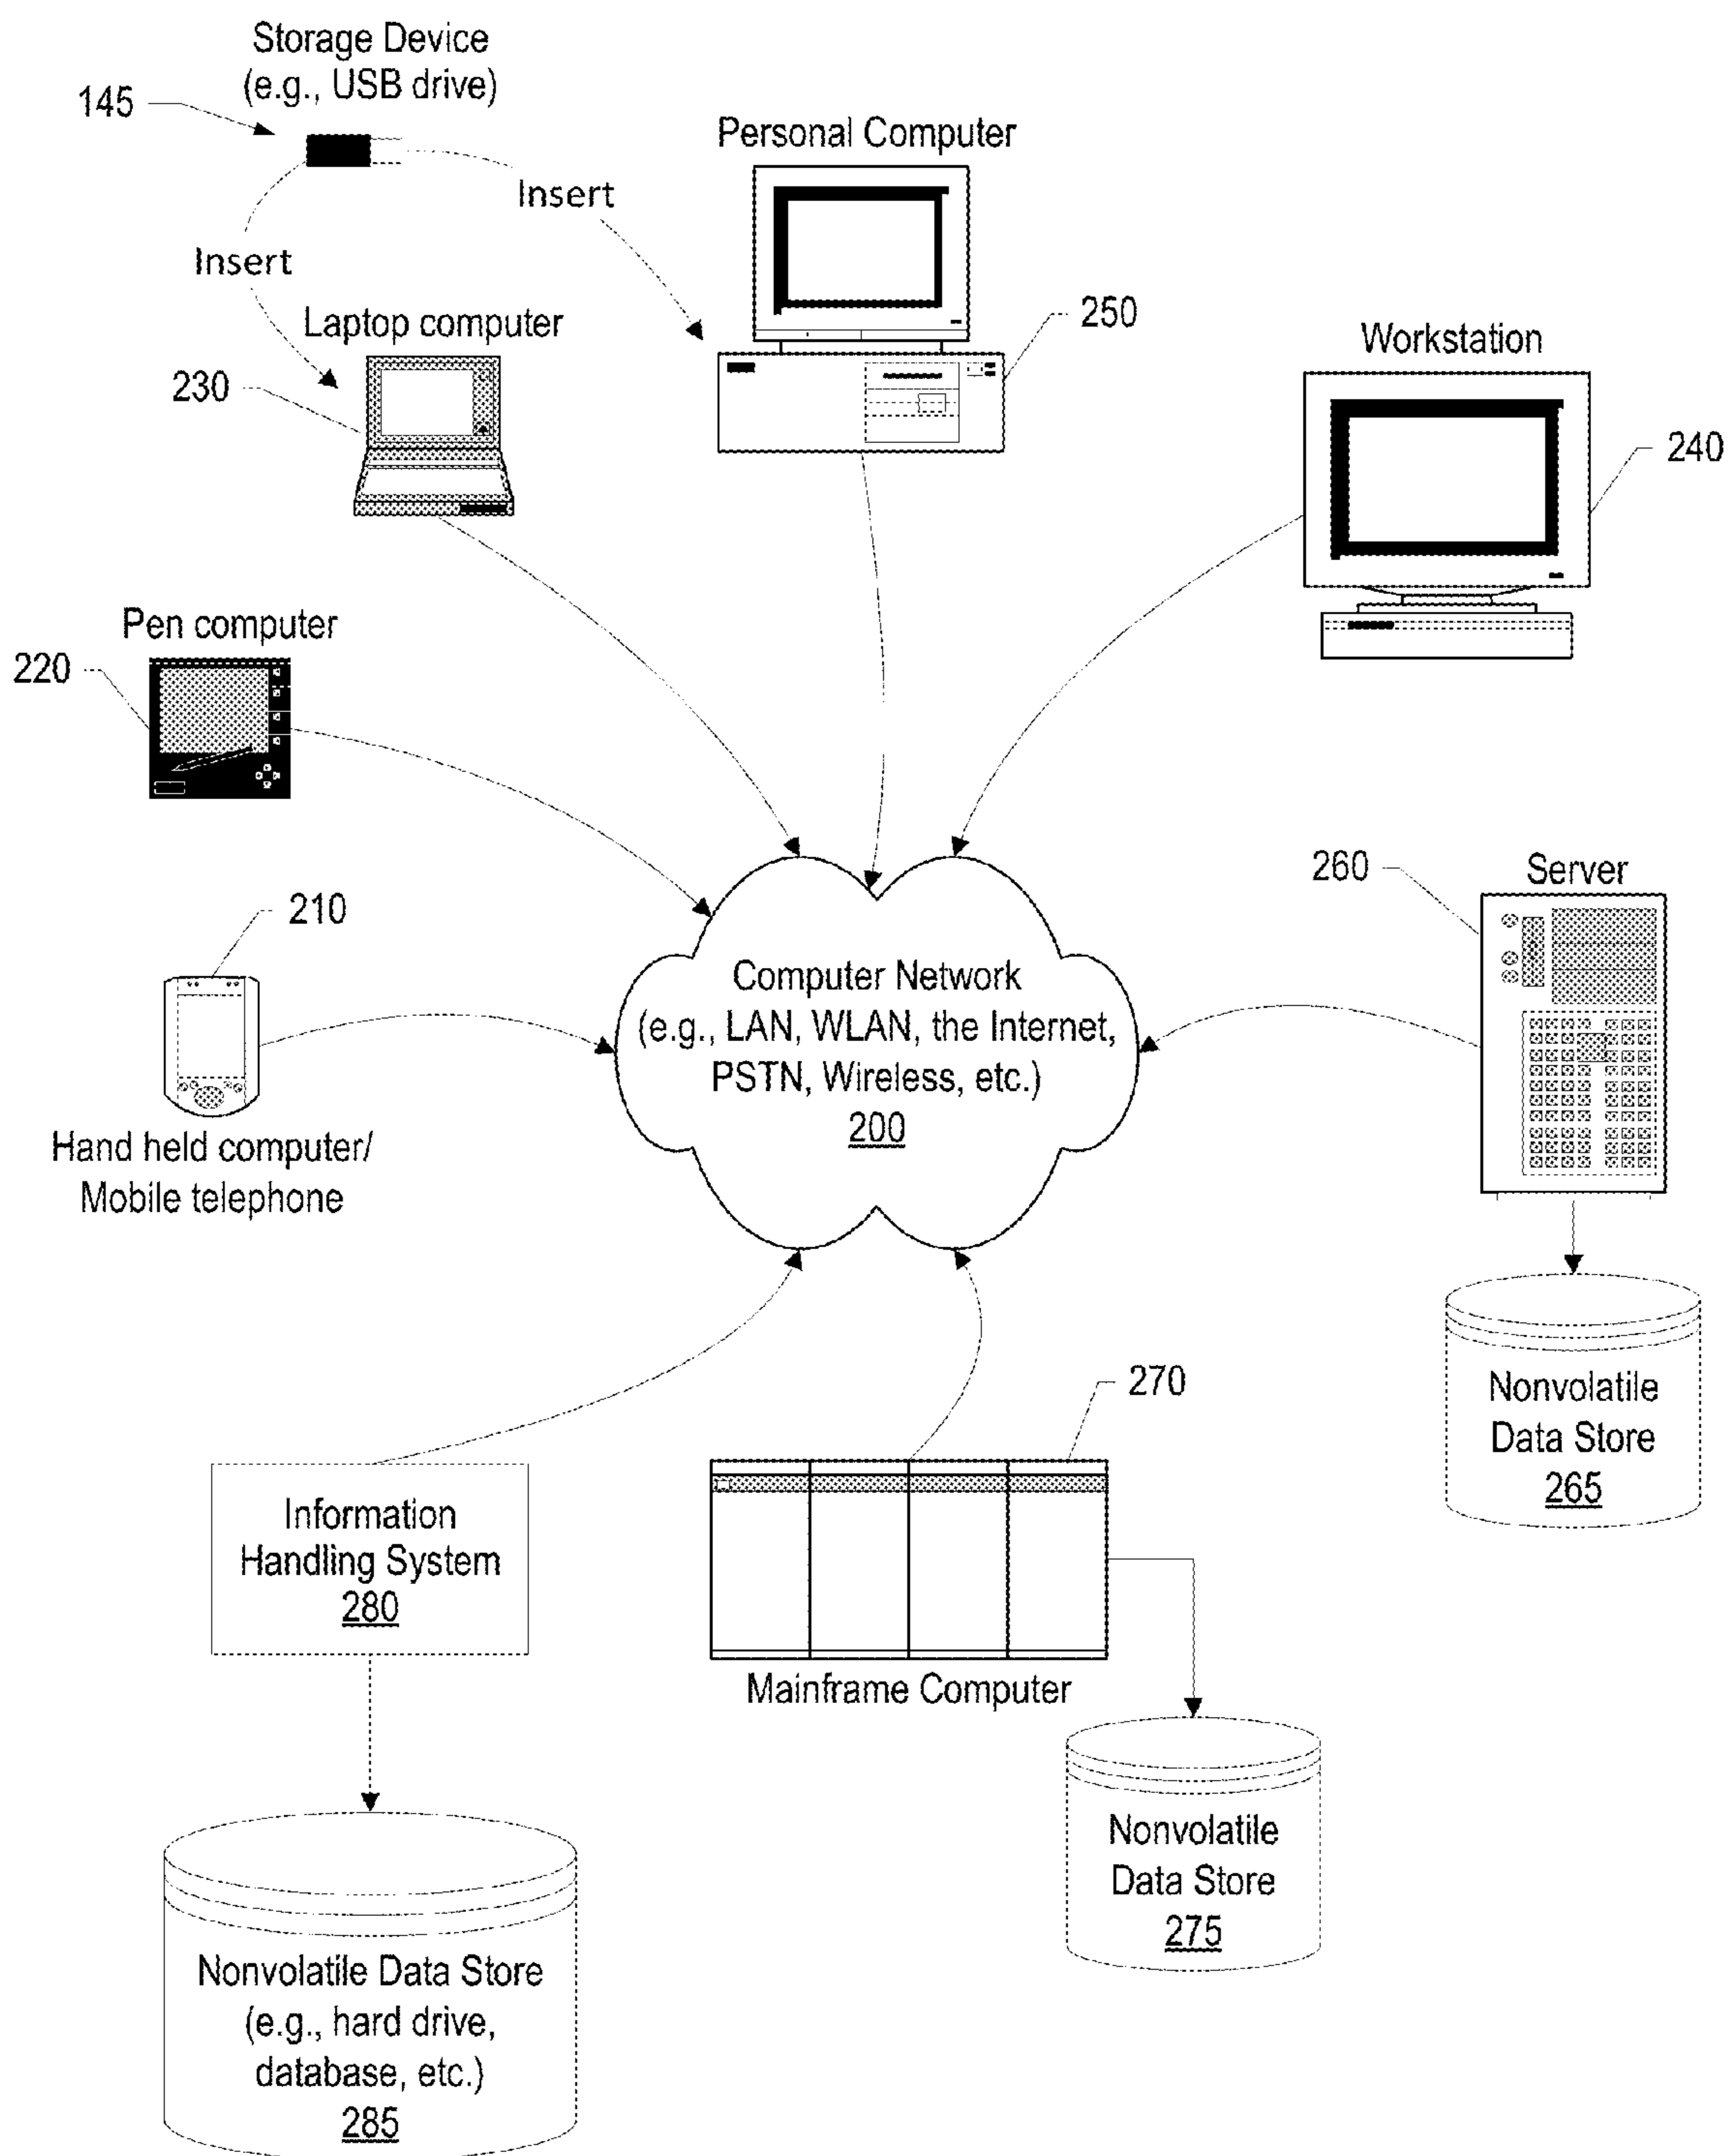 Storage Device
(e.g., USB drive)
145
Personal Computer
Insert
Insert
Laptop computer
250
Workstation
230
240
Pen computer
220
260
Server
210
Computer Network
(e.g., LAN, WLAN, the Internet,
PSTN, Wireless, etc.)
200
Hand held computer/
Mobile telephone
270
Nonvolatile
Data Store
265
Information
Handling System
280
Mainframe Computer
Nonvolatile
Data Store
275
Nonvolatile Data Store
(e.g., hard drive,
database, etc.)
285